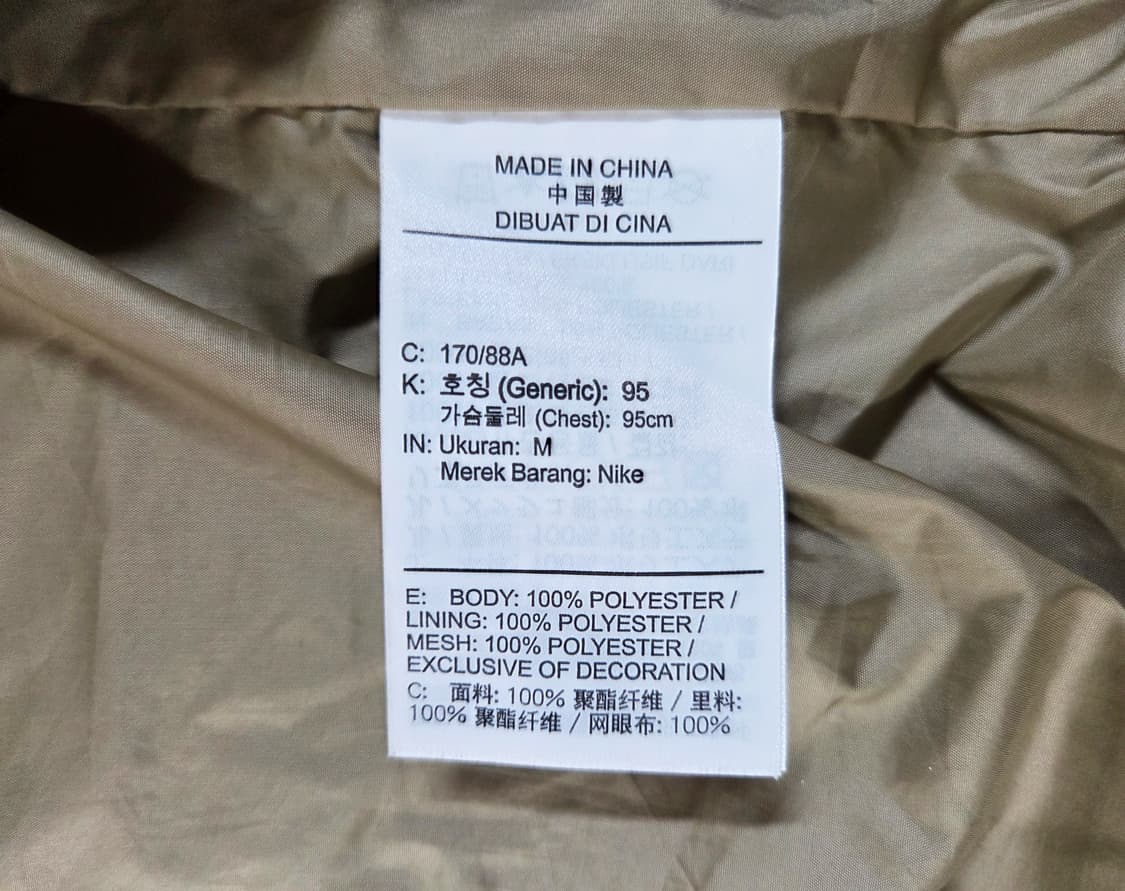 MADE IN CHINA
中国製
DIBUAT DI CINA
C: 170/88A
K: 호칭 (Generic): 95
가슴둘레 (Chest): 95cm
IN: Ukuran: M
Merek Barang: Nike
E: BODY: 100% POLYESTER /
LINING: 100% POLYESTER /
MESH: 100% POLYESTER /
EXCLUSIVE OF DECORATION
C: 面料: 100% 聚酯纤维 / 里料:
100% 聚酯纤维 / 网眼布: 100%